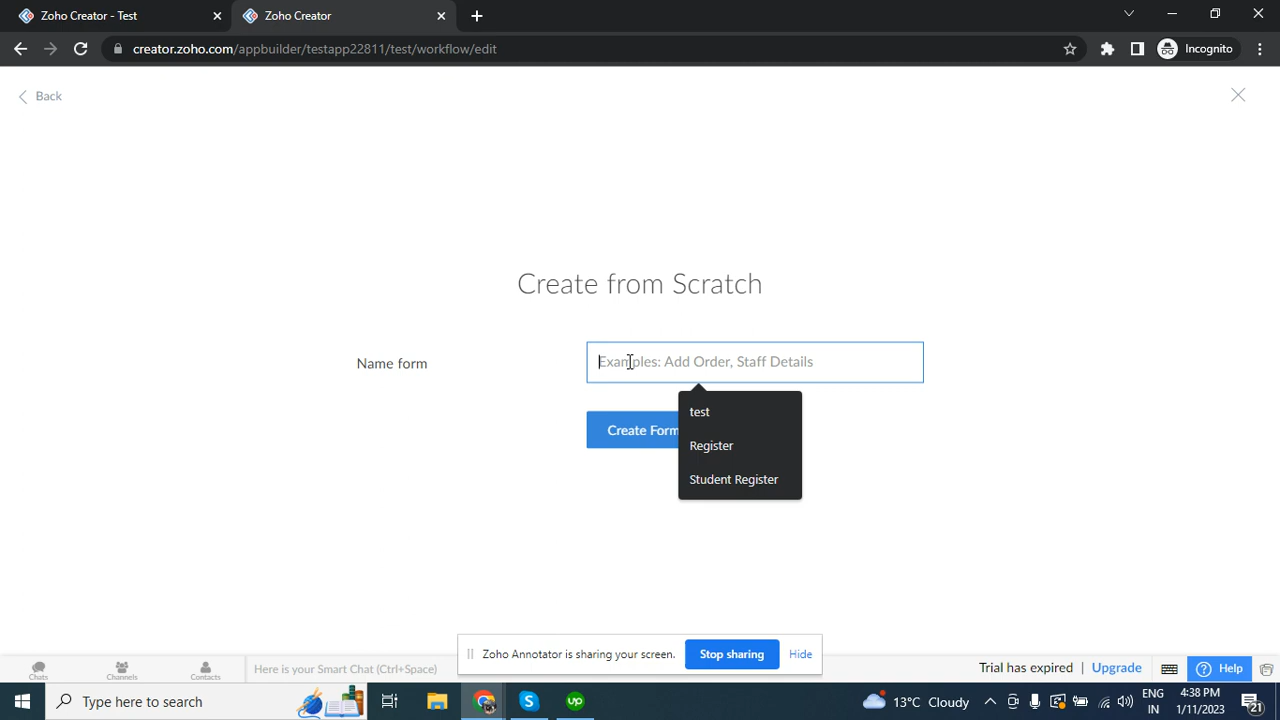 Zoho Creator - Test
Zoho Creator
creator.zoho.com/appbuilder/testapp22811/test/workflow/edit
Incognito
Back
Create from Scratch
Name form
Examples: Add Order, Staff Details
test
Create Form
Register
Student Register
Zoho Annotator is sharing your screen.
Stop sharing
Hide
Chats
Channels
Contacts
Here is your Smart Chat (Ctrl+Space)
Trial has expired
Upgrade
Help
Type here to search
S
up
13°C Cloudy
ENG
IN
4:38 PM
1/11/2023
21